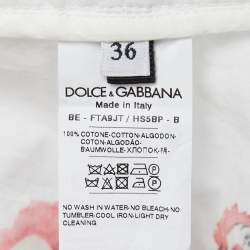 36
DOLCE & GABBANA
Made in Italy
BE - FTA9JT / HS5BP - B
100% COTONE-COTTON-ALGODON-
COTON-ALGODÃO-
BAUMWOLLE-ХЛОПОК-棉
NO WASH IN WATER-NO BLEACH-NO
TUMBLER-COOL IRON-LIGHT DRY
CLEANING